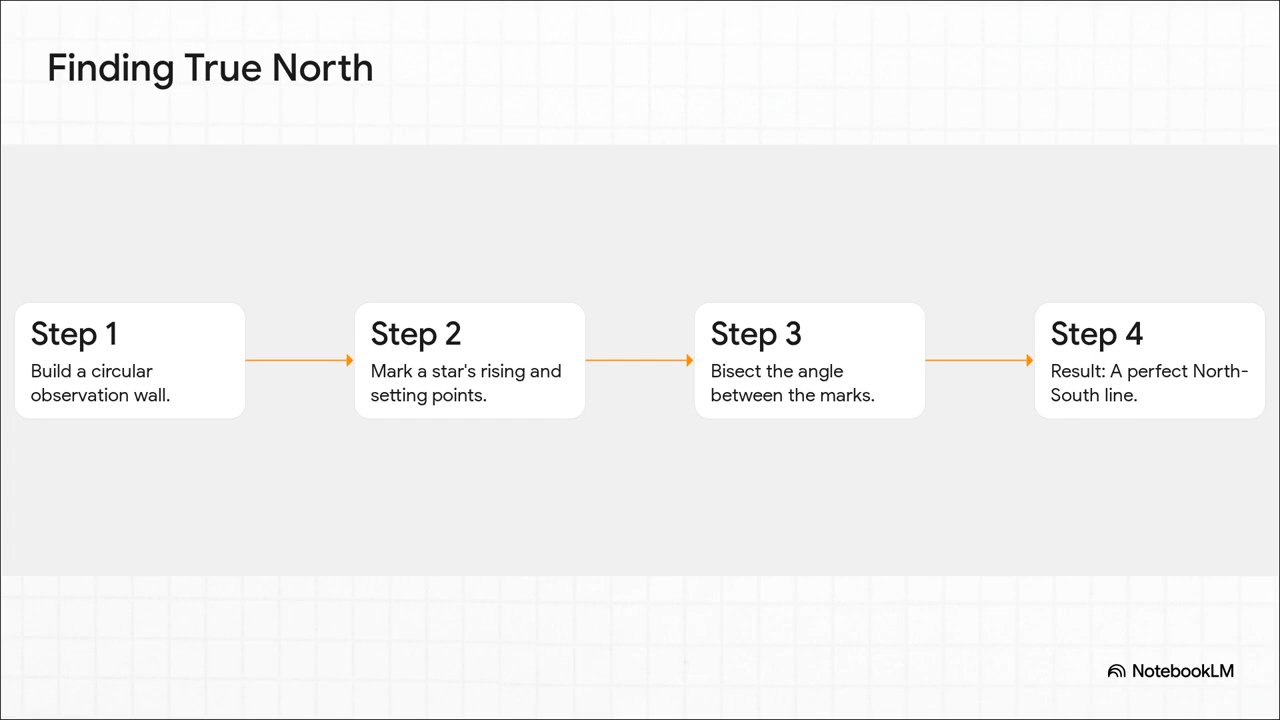 Finding True North
Step 1
Build a circular
observation wall.
Step 2
Mark a star's rising and
setting points.
Step 3
Bisect the angle
between the marks.
Step 4
Result: A perfect North-
South line.
NotebookLM